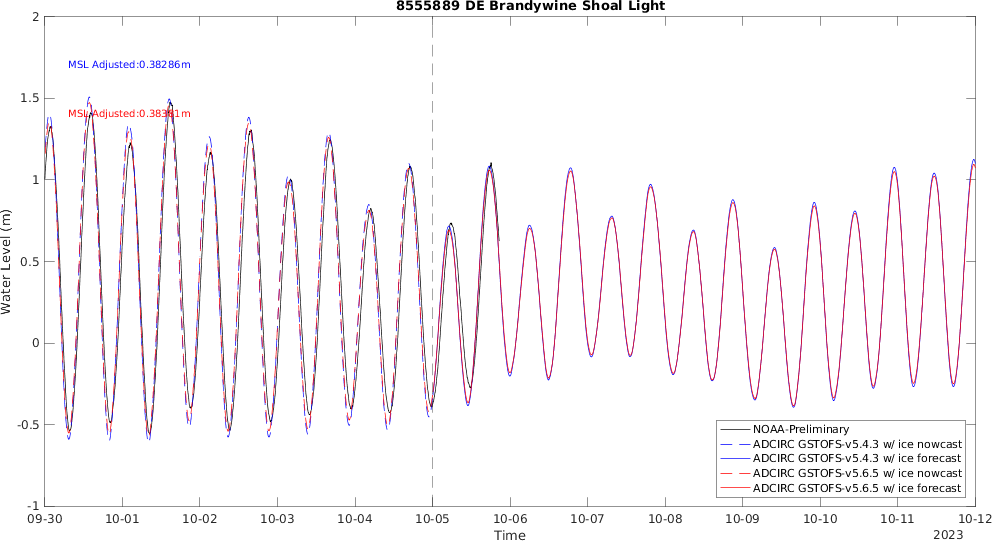 8555889 DE Brandywine Shoal Light
MSL Adjusted:0.38286m
MSL Adjusted:0.38391m
Water Level (m)
2
1.5
1
0.5
0
-0.5
-1
NOAA-Preliminary
ADCIRC GSTOFS-v5.4.3 w/ ice nowcast
ADCIRC GSTOFS-v5.4.3 w/ ice forecast
ADCIRC GSTOFS-v5.6.5 w/ ice nowcast
ADCIRC GSTOFS-v5.6.5 w/ ice forecast
09-30 10-01 10-02 10-03 10-04 10-05 10-06 10-07 10-08 10-09 10-10 10-11 10-12
Time
2023